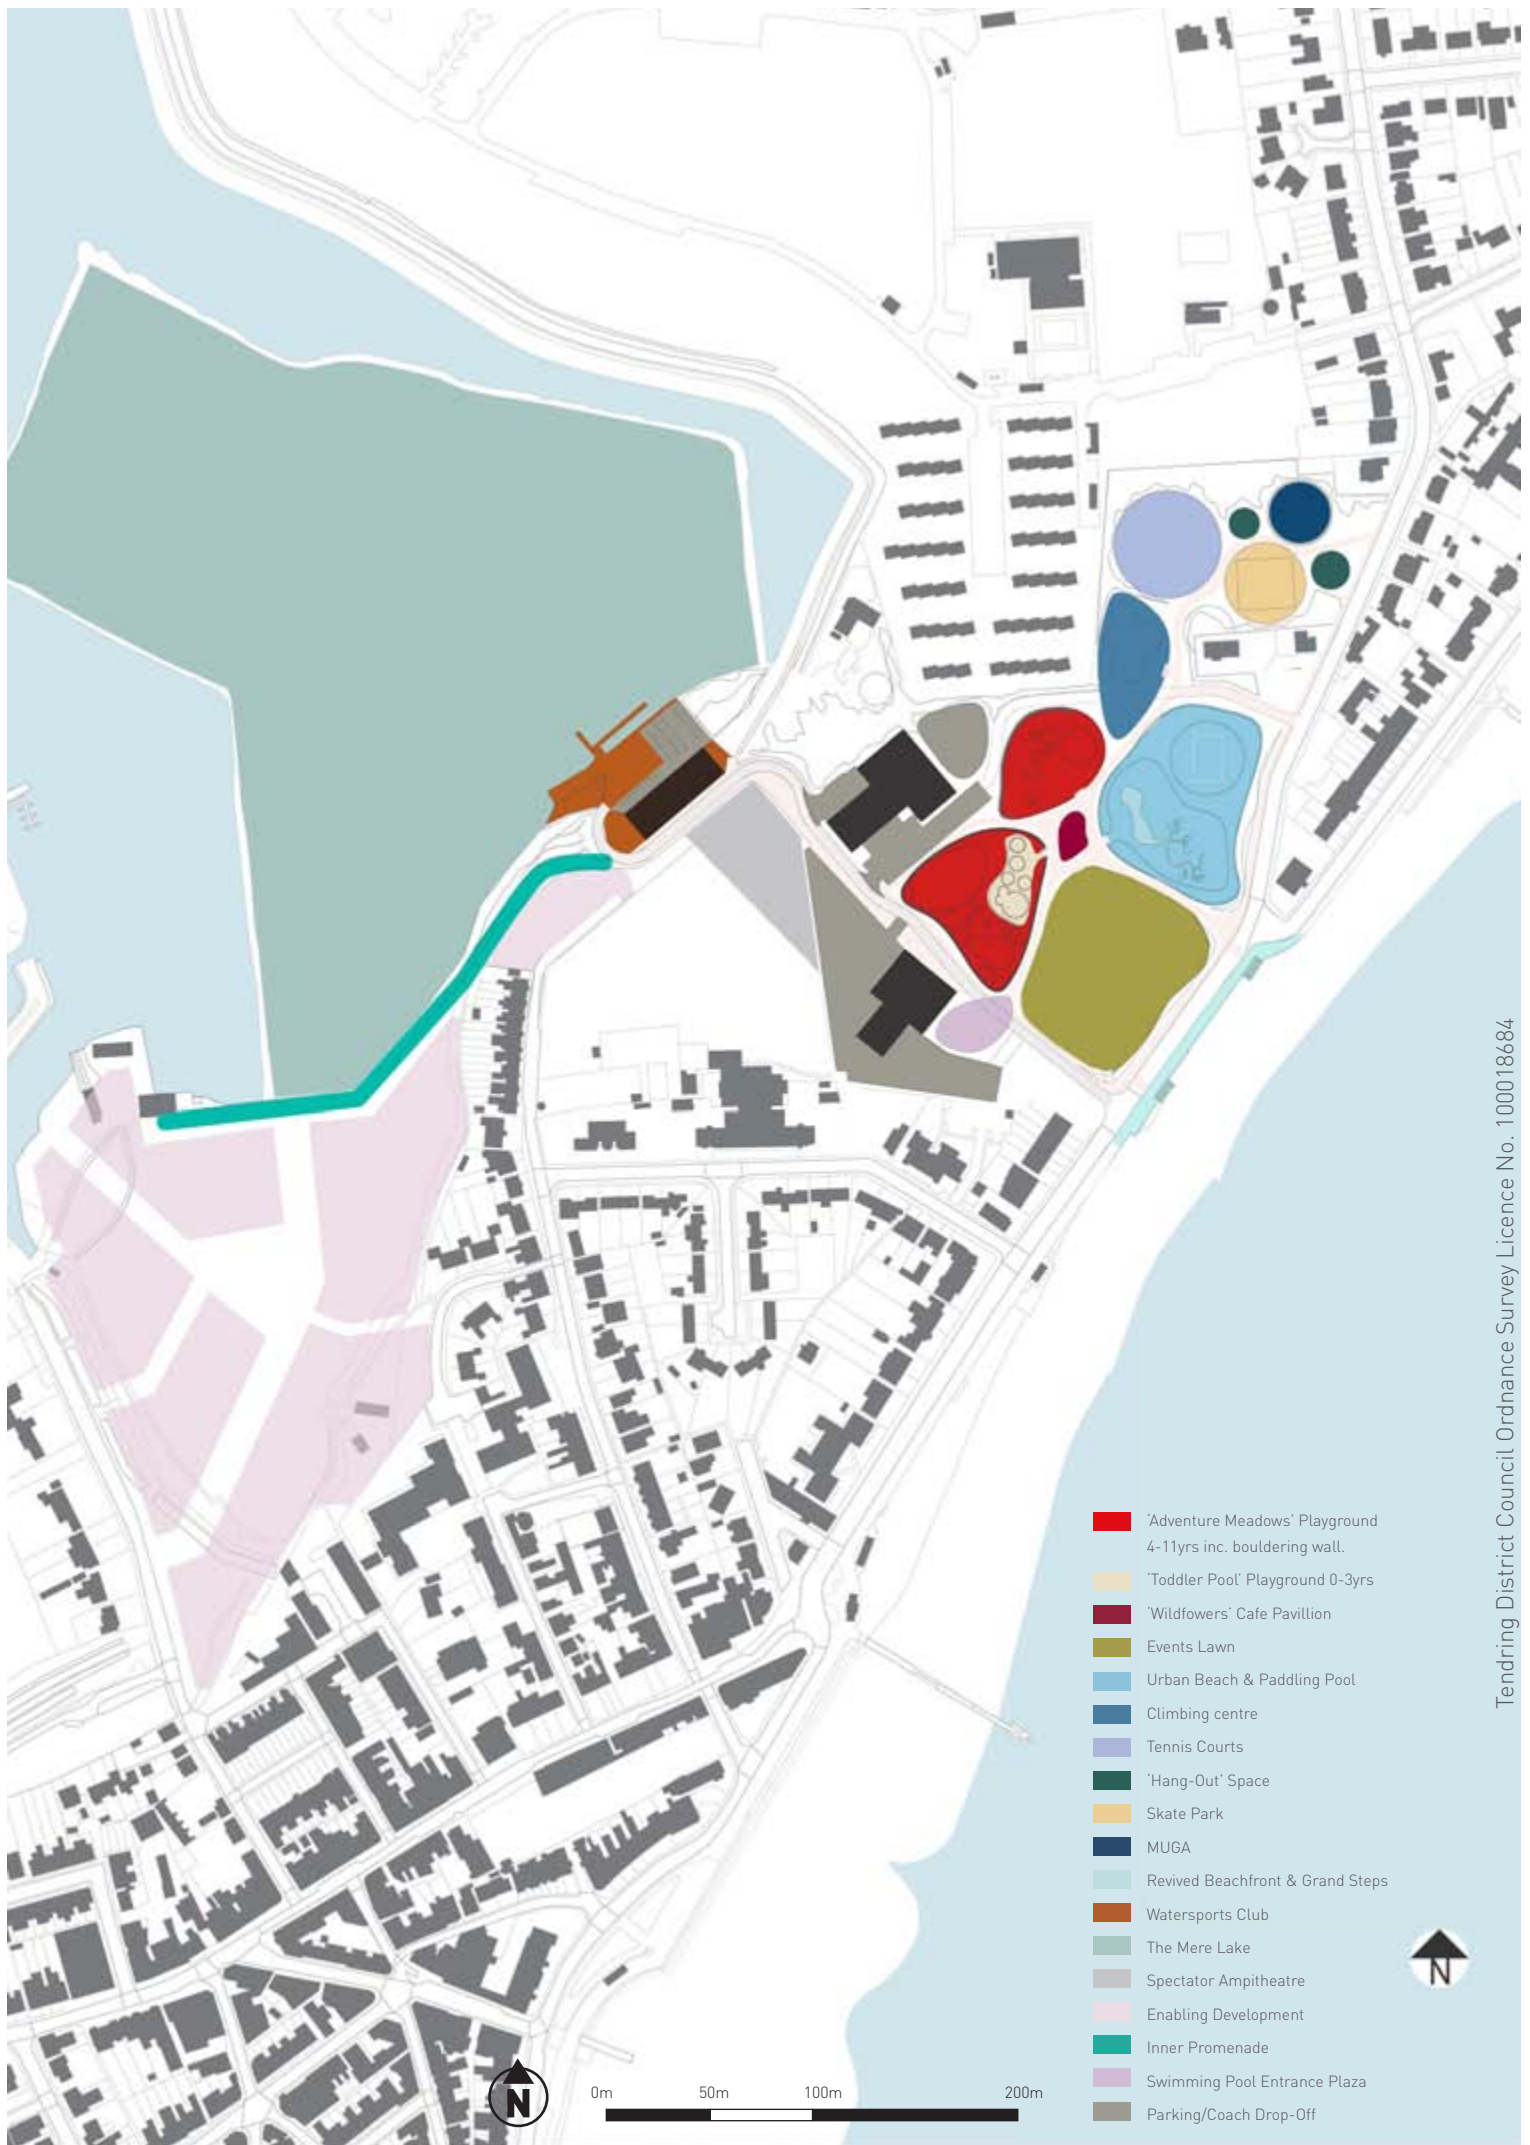 Tendring District Council Ordnance Survey Licence No. 100018684
'Adventure Meadows' Playground
4-11yrs inc. bouldering wall.
'Toddler Pool' Playground 0-3yrs
'Wildfowers' Cafe Pavillion
Events Lawn
Urban Beach & Paddling Pool
Climbing centre
Tennis Courts
'Hang-Out' Space
Skate Park
MUGA
Revived Beachfront & Grand Steps
Watersports Club
The Mere Lake
Spectator Ampitheatre
Enabling Development
Inner Promenade
Swimming Pool Entrance Plaza
Parking/Coach Drop-Off
N
N
0m 50m 100m 200m